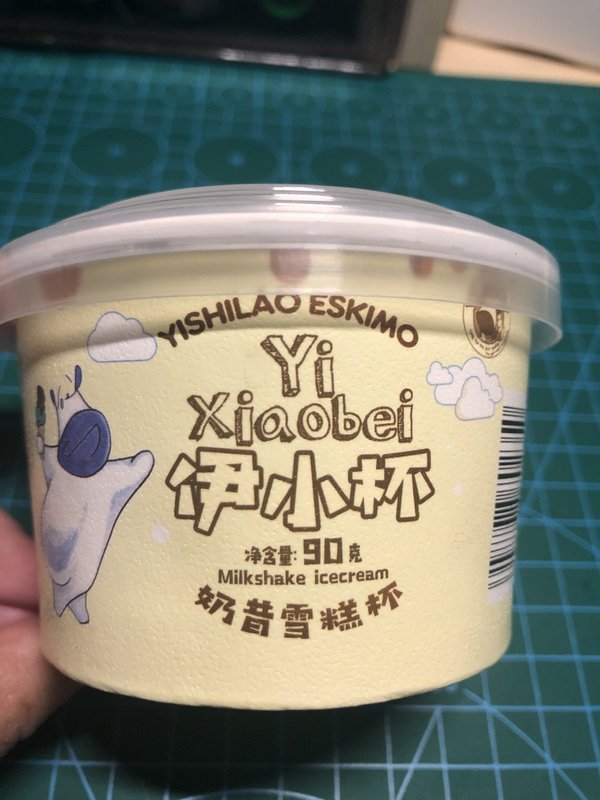 YISHILAO ESKIMO
Yi
Xiaobei
伊小杯
净含量: 90克
Milkshake icecream
奶昔雪糕杯